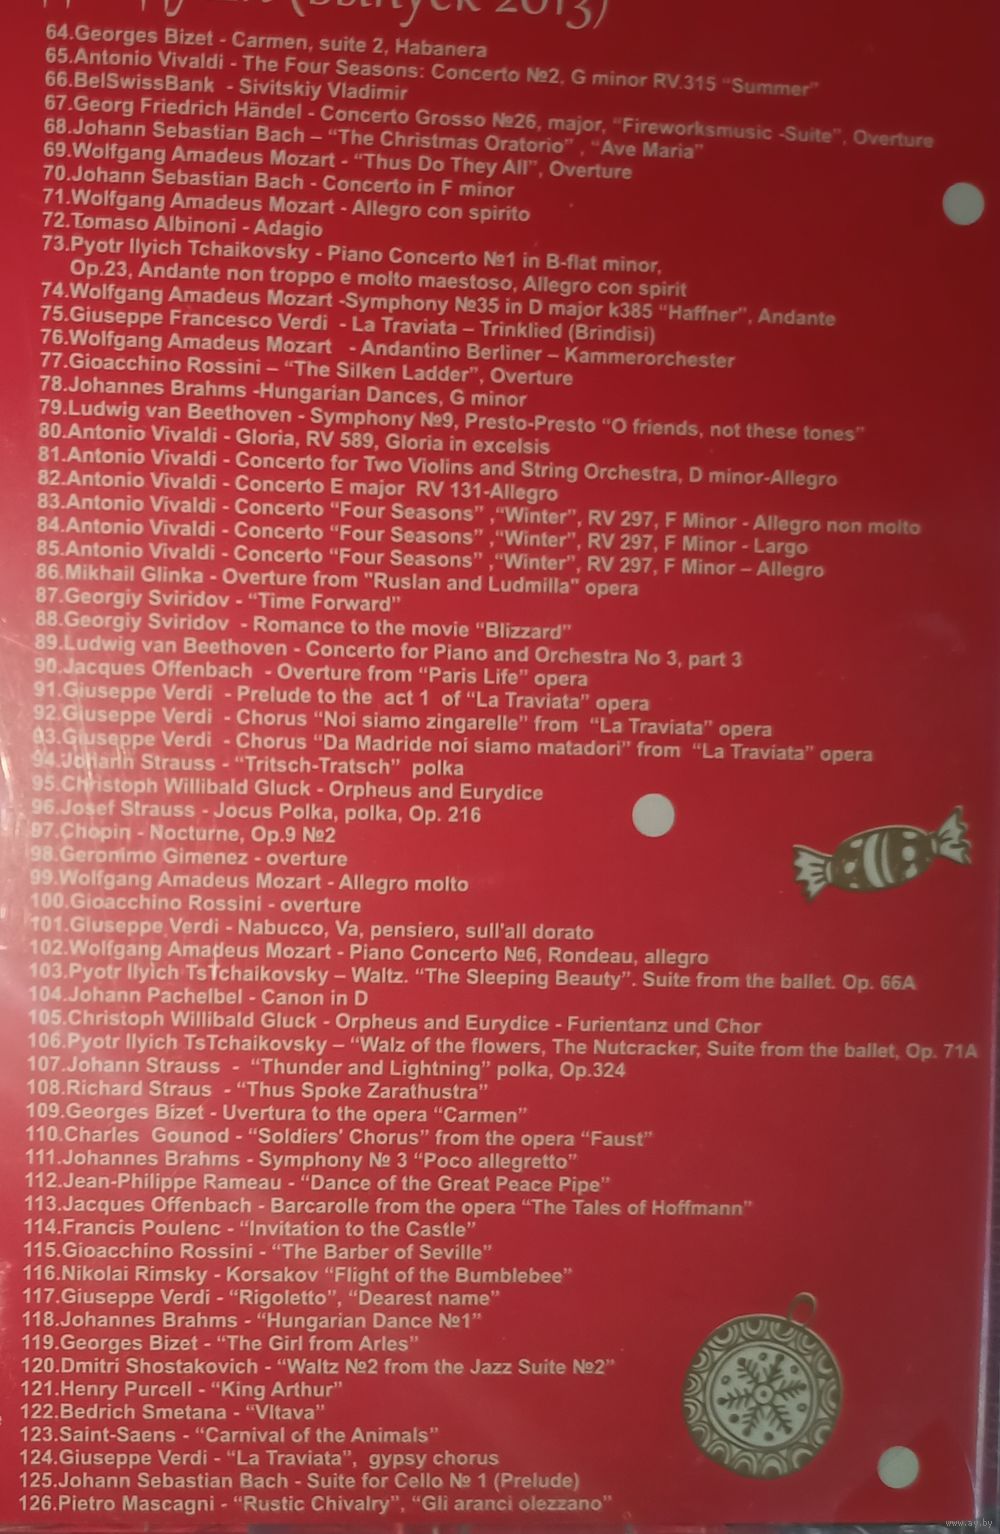 2013)
64.Georges Bizet - Carmen, suite 2, Habanera
65.Antonio Vivaldi - The Four Seasons: Concerto №2, G minor RV.315 “Summer”
66.BelSwissBank - Sivitskiy Vladimir
67.Georg Friedrich Händel - Concerto Grosso №26, major, “Fireworksmusic -Suite”, Overture
68.Johann Sebastian Bach – “The Christmas Oratorio” , “Ave Maria”
69.Wolfgang Amadeus Mozart - “Thus Do They All”, Overture
70.Johann Sebastian Bach - Concerto in F minor
71.Wolfgang Amadeus Mozart - Allegro con spirito
72.Tomaso Albinoni - Adagio
73.Pyotr Ilyich Tchaikovsky - Piano Concerto №1 in B-flat minor,
Op.23, Andante non troppo e molto maestoso, Allegro con spirit
74.Wolfgang Amadeus Mozart -Symphony №35 in D major k385 “Haffner”, Andante
75.Giuseppe Francesco Verdi - La Traviata – Trinklied (Brindisi)
76.Wolfgang Amadeus Mozart - Andantino Berliner – Kammerorchester
77.Gioacchino Rossini – “The Silken Ladder”, Overture
78.Johannes Brahms -Hungarian Dances, G minor
79.Ludwig van Beethoven - Symphony №9, Presto-Presto “O friends, not these tones”
80.Antonio Vivaldi - Gloria, RV 589, Gloria in excelsis
81.Antonio Vivaldi - Concerto for Two Violins and String Orchestra, D minor-Allegro
82.Antonio Vivaldi - Concerto E major RV 131-Allegro
83.Antonio Vivaldi - Concerto “Four Seasons” ,“Winter”, RV 297, F Minor - Allegro non molto
84.Antonio Vivaldi - Concerto “Four Seasons” ,“Winter”, RV 297, F Minor - Largo
85.Antonio Vivaldi - Concerto “Four Seasons” ,“Winter”, RV 297, F Minor – Allegro
86.Mikhail Glinka - Overture from "Ruslan and Ludmilla" opera
87.Georgiy Sviridov - “Time Forward”
88.Georgiy Sviridov - Romance to the movie “Blizzard”
89.Ludwig van Beethoven - Concerto for Piano and Orchestra No 3, part 3
90.Jacques Offenbach - Overture from “Paris Life” opera
91.Giuseppe Verdi - Prelude to the act 1 of “La Traviata” opera
92.Giuseppe Verdi - Chorus “Noi siamo zingarelle” from “La Traviata” opera
93.Giuseppe Verdi - Chorus “Da Madride noi siamo matadori” from “La Traviata” opera
94.Johann Strauss - “Tritsch-Tratsch” polka
95.Christoph Willibald Gluck - Orpheus and Eurydice
96.Josef Strauss - Jocus Polka, polka, Op. 216
97.Chopin - Nocturne, Op.9 №2
98.Geronimo Gimenez - overture
99.Wolfgang Amadeus Mozart - Allegro molto
100.Gioacchino Rossini - overture
101.Giuseppe Verdi - Nabucco, Va, pensiero, sull'all dorato
102.Wolfgang Amadeus Mozart - Piano Concerto №6, Rondeau, allegro
103.Pyotr Ilyich TsTchaikovsky – Waltz. “The Sleeping Beauty”. Suite from the ballet. Op. 66A
104.Johann Pachelbel - Canon in D
105.Christoph Willibald Gluck - Orpheus and Eurydice - Furientanz und Chor
106.Pyotr Ilyich TsTchaikovsky – “Walz of the flowers, The Nutcracker, Suite from the ballet, Op. 71A
107.Johann Strauss - “Thunder and Lightning” polka, Op.324
108.Richard Straus - “Thus Spoke Zarathustra”
109.Georges Bizet - Uvertura to the opera “Carmen”
110.Charles Gounod - “Soldiers' Chorus” from the opera “Faust”
111.Johannes Brahms - Symphony № 3 “Poco allegretto”
112.Jean-Philippe Rameau - “Dance of the Great Peace Pipe”
113.Jacques Offenbach - Barcarolle from the opera “The Tales of Hoffmann”
114.Francis Poulenc - “Invitation to the Castle”
115.Gioacchino Rossini - “The Barber of Seville”
116.Nikolai Rimsky - Korsakov “Flight of the Bumblebee”
117.Giuseppe Verdi - “Rigoletto”, “Dearest name”
118.Johannes Brahms - “Hungarian Dance №1”
119.Georges Bizet - “The Girl from Arles”
120.Dmitri Shostakovich - “Waltz №2 from the Jazz Suite №2”
121.Henry Purcell - “King Arthur”
122.Bedrich Smetana - “Vltava”
123.Saint-Saens - “Carnival of the Animals”
124.Giuseppe Verdi - “La Traviata”, gypsy chorus
125.Johann Sebastian Bach - Suite for Cello № 1 (Prelude)
126.Pietro Mascagni - “Rustic Chivalry”, “Gli aranci olezzano”
www.ay.by